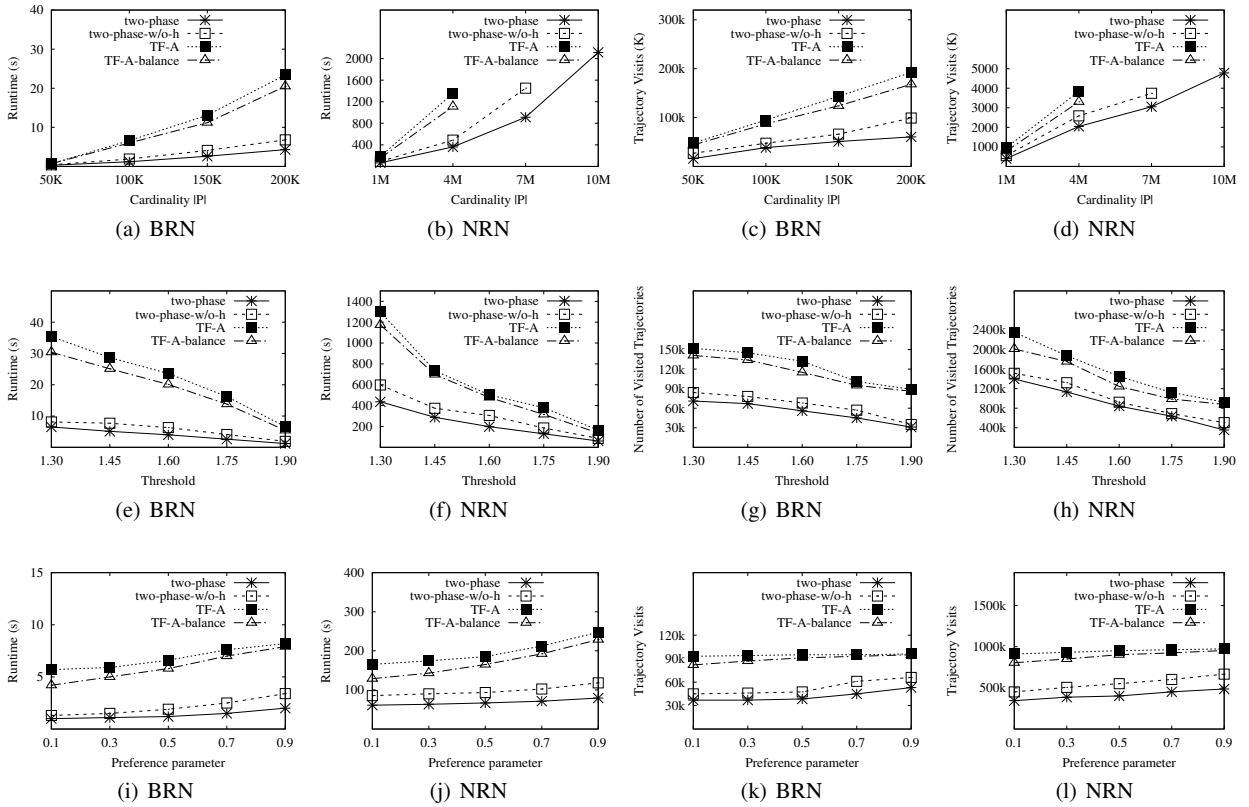 40
30
20
10
50K 100K 150K 200K
Runtime (s)
Cardinality |P|
two-phase
two-phase-w/o-h
TF-A
TF-A-balance
(a) BRN
2000
1600
1200
800
400
1M 4M 7M 10M
Runtime (s)
Cardinality |P|
two-phase
two-phase-w/o-h
TF-A
TF-A-balance
(b) NRN
300k
200k
100k
50K 100K 150K 200K
Trajectory Visits (K)
Cardinality |P|
two-phase
two-phase-w/o-h
TF-A
TF-A-balance
(c) BRN
5000
4000
3000
2000
1000
1M 4M 7M 10M
Trajectory Visits (K)
Cardinality |P|
two-phase
two-phase-w/o-h
TF-A
TF-A-balance
(d) NRN
40
30
20
10
1.30 1.45 1.60 1.75 1.90
Runtime (s)
Threshold
two-phase
two-phase-w/o-h
TF-A
TF-A-balance
(e) BRN
1400
1200
1000
800
600
400
200
1.30 1.45 1.60 1.75 1.90
Runtime (s)
Threshold
two-phase
two-phase-w/o-h
TF-A
TF-A-balance
(f) NRN
150k
120k
90k
60k
30k
1.30 1.45 1.60 1.75 1.90
Number of Visited Trajectories
Threshold
two-phase
two-phase-w/o-h
TF-A
TF-A-balance
(g) BRN
2400k
2000k
1600k
1200k
800k
400k
1.30 1.45 1.60 1.75 1.90
Number of Visited Trajectories
Threshold
two-phase
two-phase-w/o-h
TF-A
TF-A-balance
(h) NRN
15
10
5
0.1 0.3 0.5 0.7 0.9
Runtime (s)
Preference parameter
two-phase
two-phase-w/o-h
TF-A
TF-A-balance
(i) BRN
400
300
200
100
0.1 0.3 0.5 0.7 0.9
Runtime (s)
Preference parameter
two-phase
two-phase-w/o-h
TF-A
TF-A-balance
(j) NRN
120k
90k
60k
30k
0.1 0.3 0.5 0.7 0.9
Trajectory Visits
Preference parameter
two-phase
two-phase-w/o-h
TF-A
TF-A-balance
(k) BRN
1500k
1000k
500k
0.1 0.3 0.5 0.7 0.9
Trajectory Visits
Preference parameter
two-phase
two-phase-w/o-h
TF-A
TF-A-balance
(l) NRN